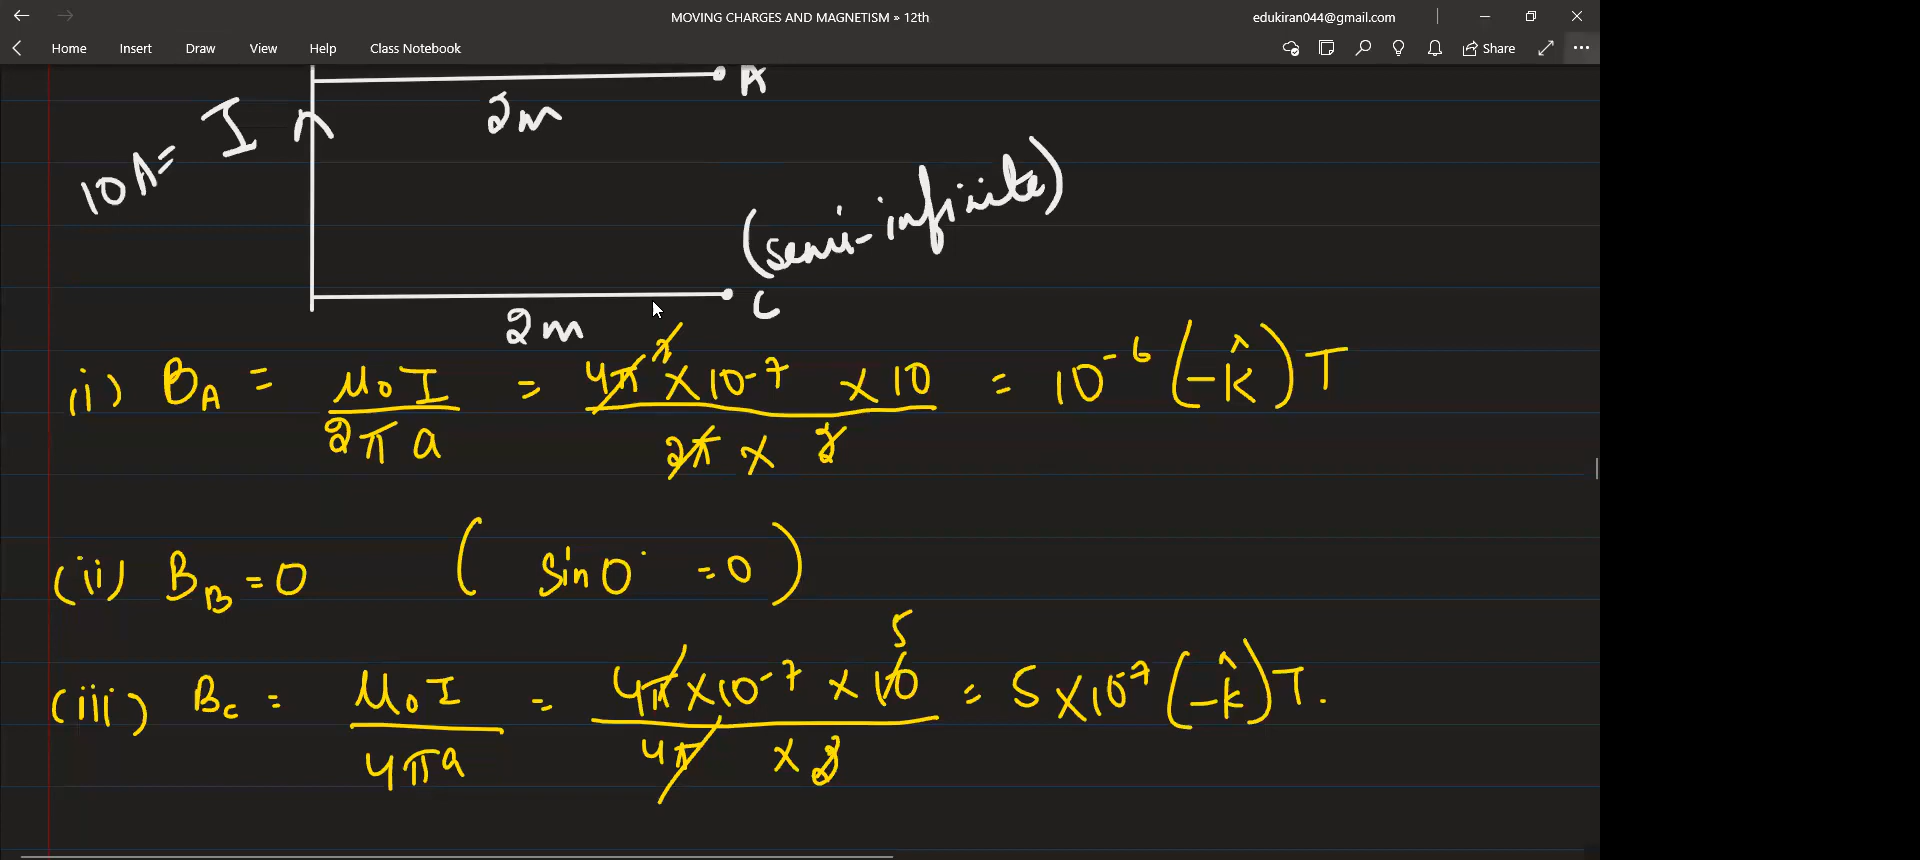 MOVING CHARGES AND MAGNETISM » 12th
edukiran044@gmail.com
Home Insert Draw View Help Class Notebook
Share
A
2m
10A= I
(semi-infinite)
2m C
(i) B_A = μ₀I / 2πa = 4π × 10⁻⁷ × 10 / 2π × 2 = 10⁻⁶ (-k̂) T
(ii) B_B = 0 ( sin0° = 0 )
5
(iii) B_C = μ₀I / 4πa = 4π × 10⁻⁷ × 10 / 4π × 2 = 5 × 10⁻⁷ (-k̂) T.